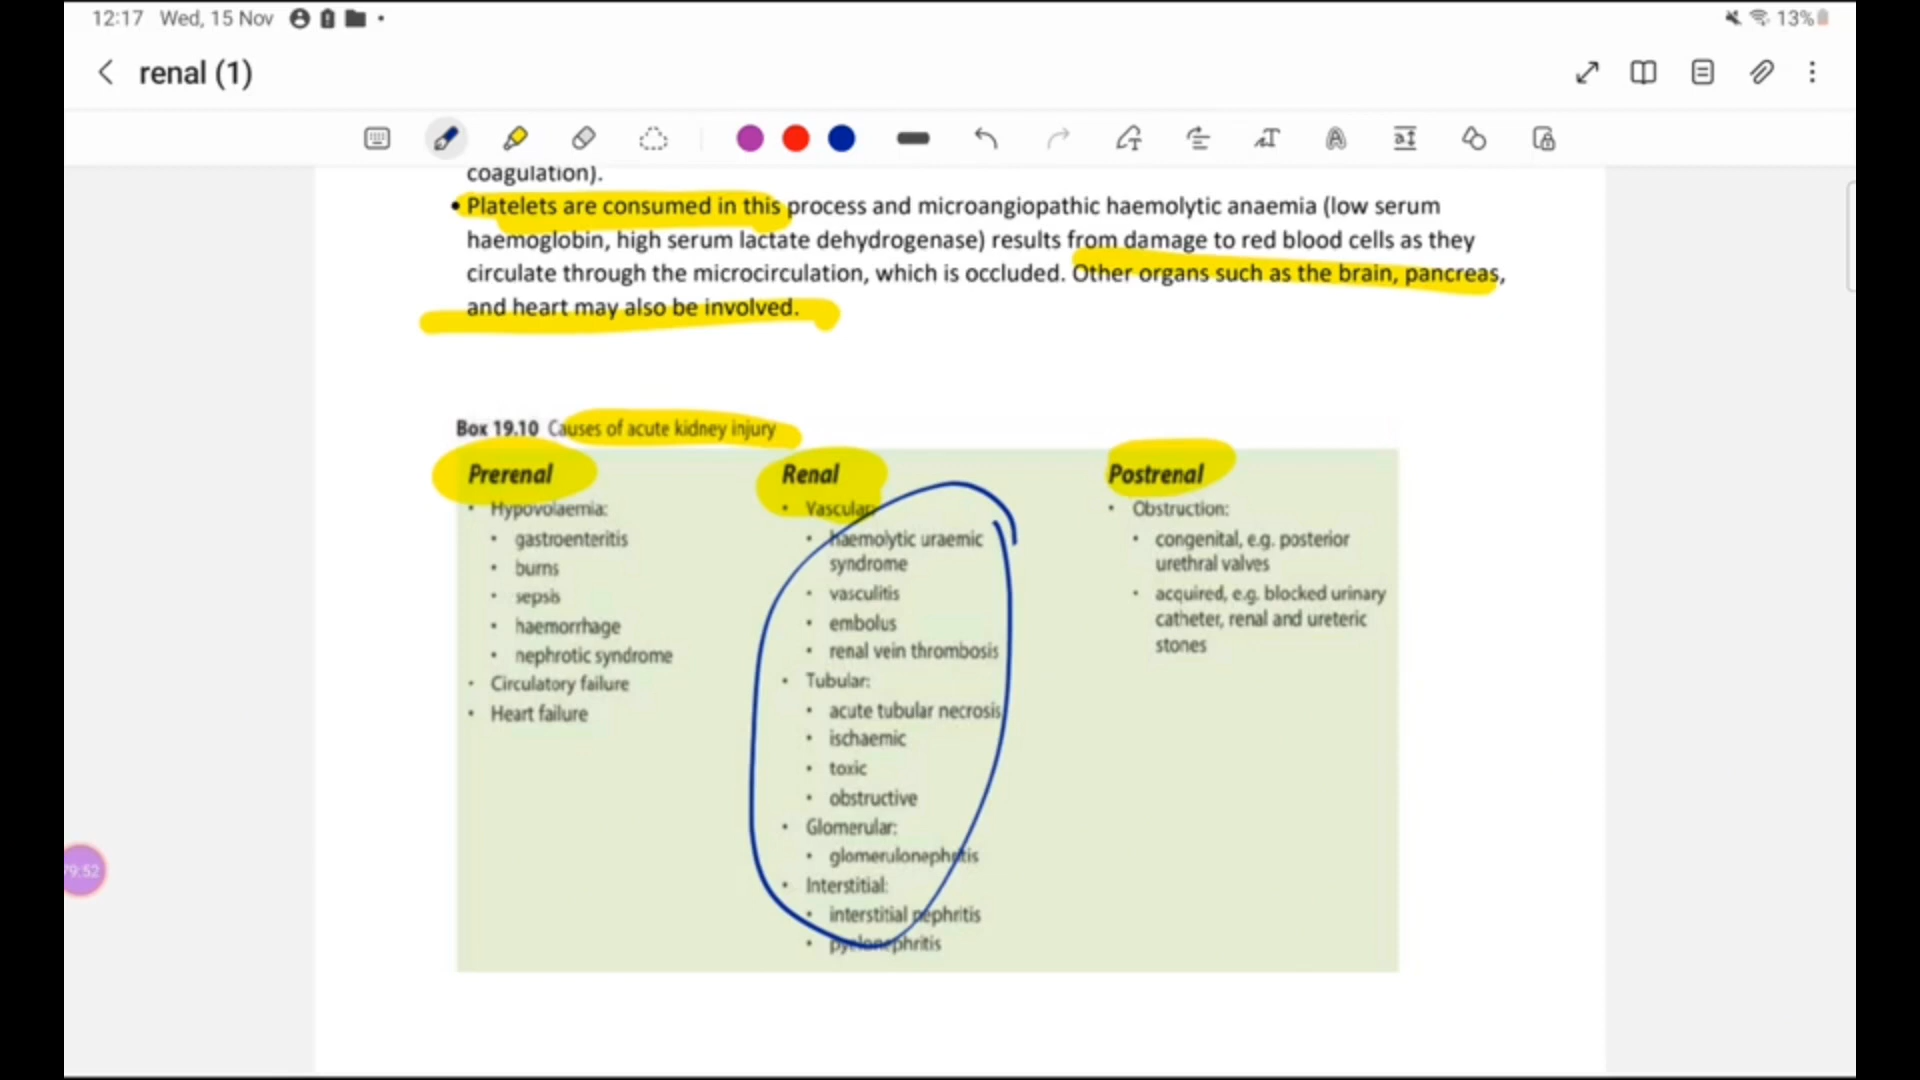 12:17 Wed, 15 Nov
13%
renal (1)
coagulation).
• Platelets are consumed in this process and microangiopathic haemolytic anaemia (low serum
haemoglobin, high serum lactate dehydrogenase) results from damage to red blood cells as they
circulate through the microcirculation, which is occluded. Other organs such as the brain, pancreas,
and heart may also be involved.
Box 19.10 Causes of acute kidney injury
Prerenal
• Hypovolaemia:
• gastroenteritis
• burns
• sepsis
• haemorrhage
• nephrotic syndrome
• Circulatory failure
• Heart failure
Renal
• Vascular:
• haemolytic uraemic
syndrome
• vasculitis
• embolus
• renal vein thrombosis
• Tubular:
• acute tubular necrosis
• ischaemic
• toxic
• obstructive
• Glomerular:
• glomerulonephritis
• Interstitial:
• interstitial nephritis
• pyelonephritis
Postrenal
• Obstruction:
• congenital, e.g. posterior
urethral valves
• acquired, e.g. blocked urinary
catheter, renal and ureteric
stones
79:52